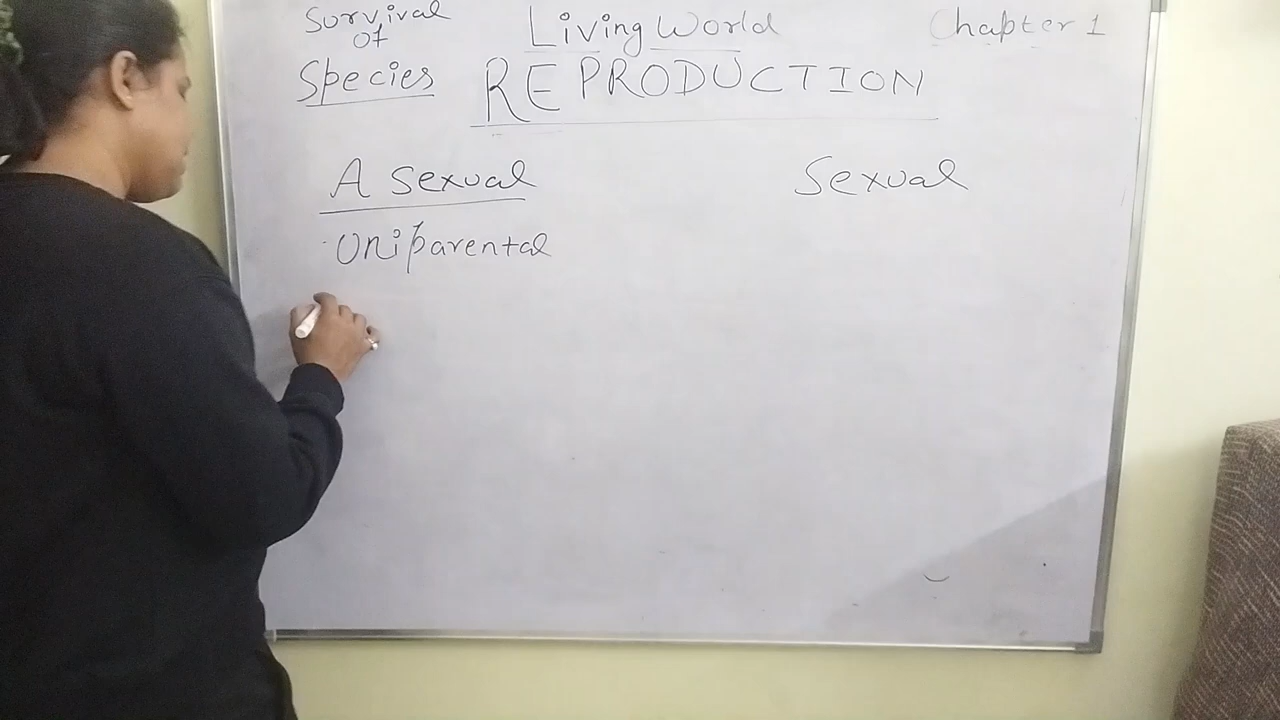 Survival
of
Species
Living World
Chapter 1
REPRODUCTION
A sexual
Sexual
· Uniparental